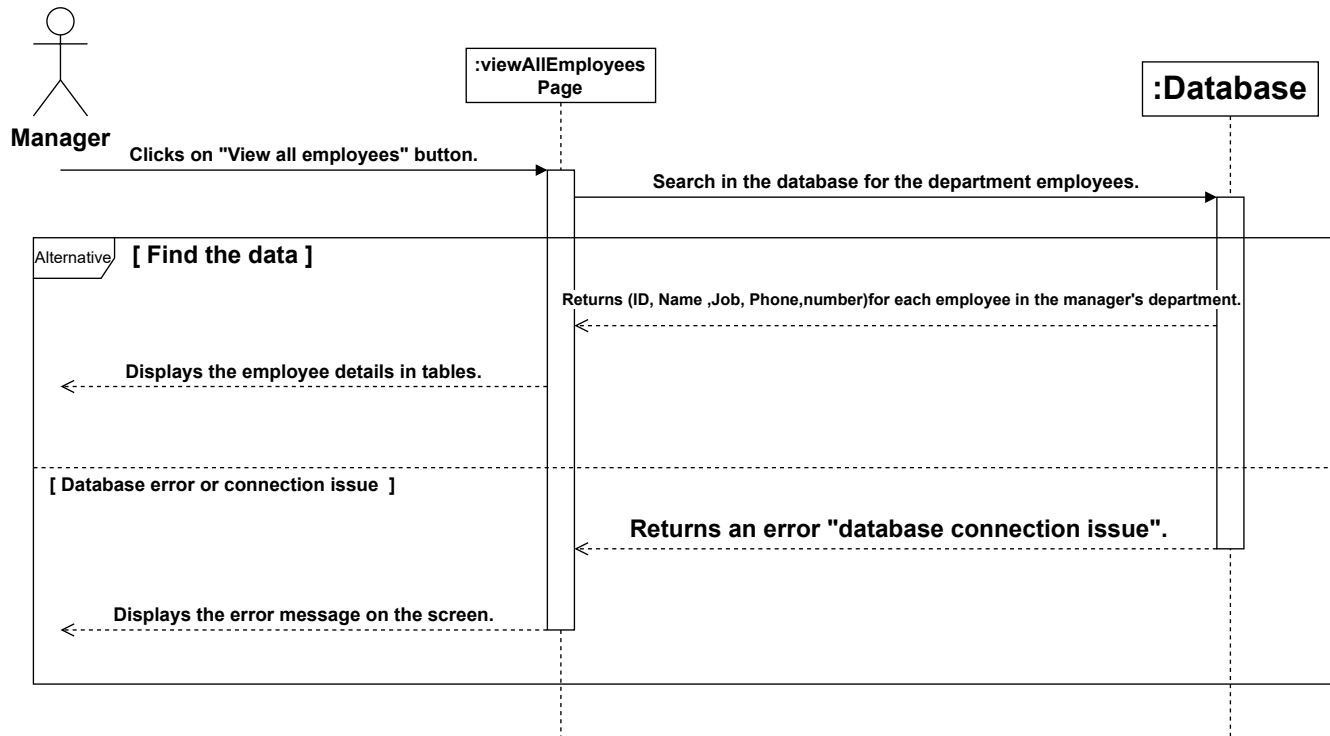 :viewAllEmployees
Page
:Database
Manager
Clicks on "View all employees" button.
Search in the database for the department employees.
Alternative
[ Find the data ]
Returns (ID, Name ,Job, Phone,number)for each employee in the manager's department.
Displays the employee details in tables.
[ Database error or connection issue  ]
Returns an error "database connection issue".
Displays the error message on the screen.